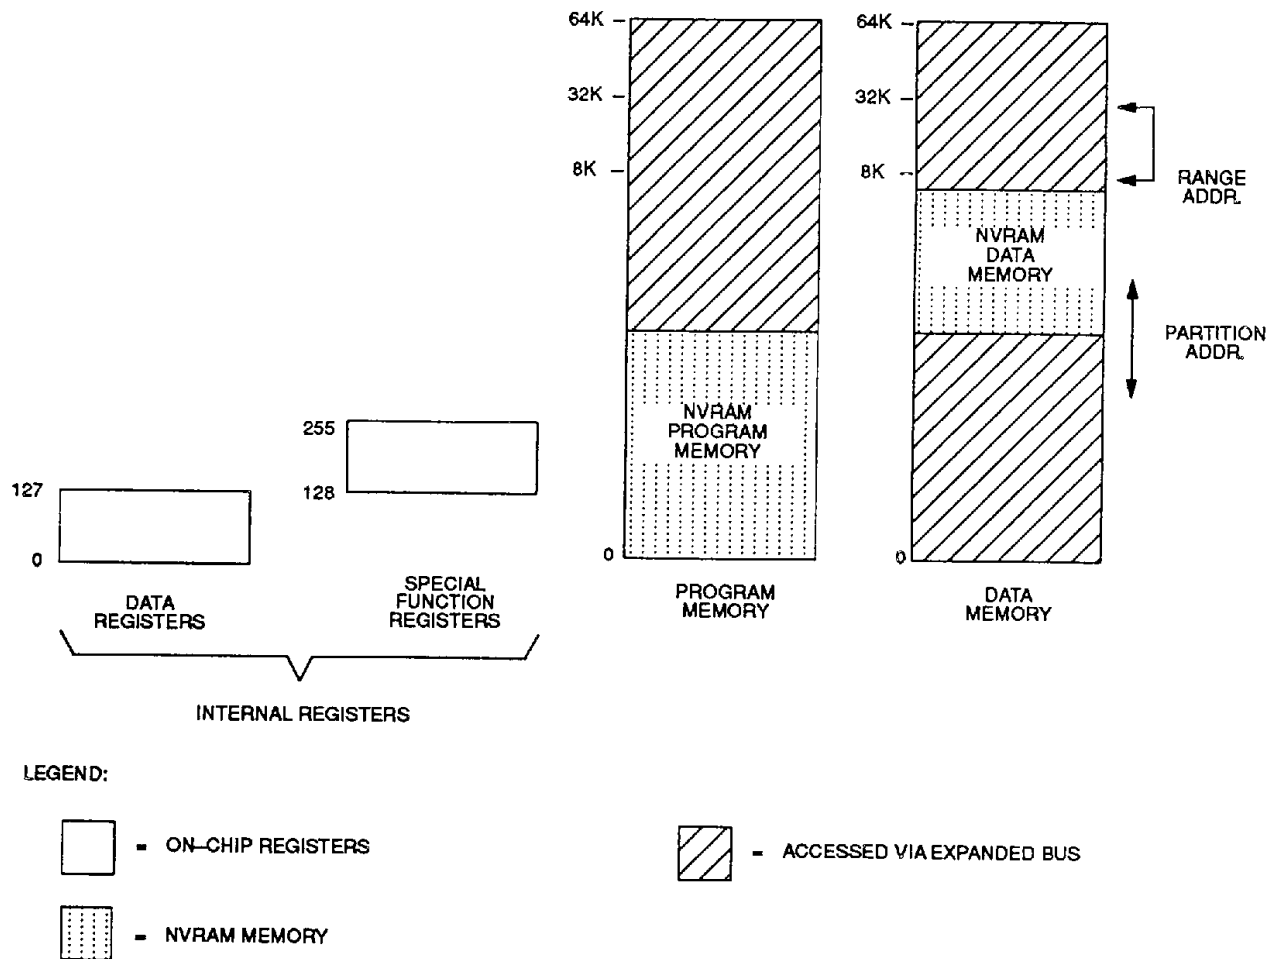 64K
32K
8K
0
NVRAM
PROGRAM
MEMORY
PROGRAM
MEMORY
64K
32K
8K
0
NVRAM
DATA
MEMORY
DATA
MEMORY
RANGE
ADDR.
PARTITION
ADDR.
127
0
DATA
REGISTERS
255
128
SPECIAL
FUNCTION
REGISTERS
INTERNAL REGISTERS
LEGEND:
= ON-CHIP REGISTERS
= ACCESSED VIA EXPANDED BUS
= NVRAM MEMORY